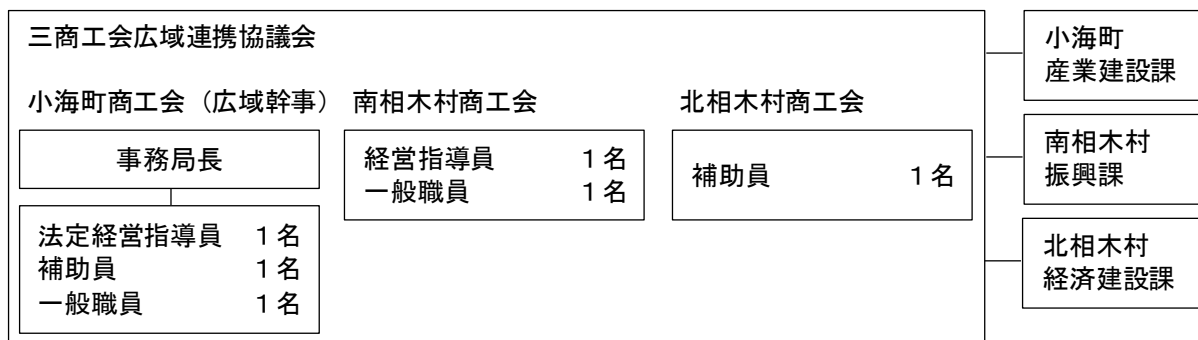 三商工会広域連携協議会
小海町商工会（広域幹事）
事務局長
法定経営指導員　１名
補助員　１名
一般職員　１名
南相木村商工会
経営指導員　１名
一般職員　１名
北相木村商工会
補助員　１名
小海町
産業建設課
南相木村
振興課
北相木村
経済建設課